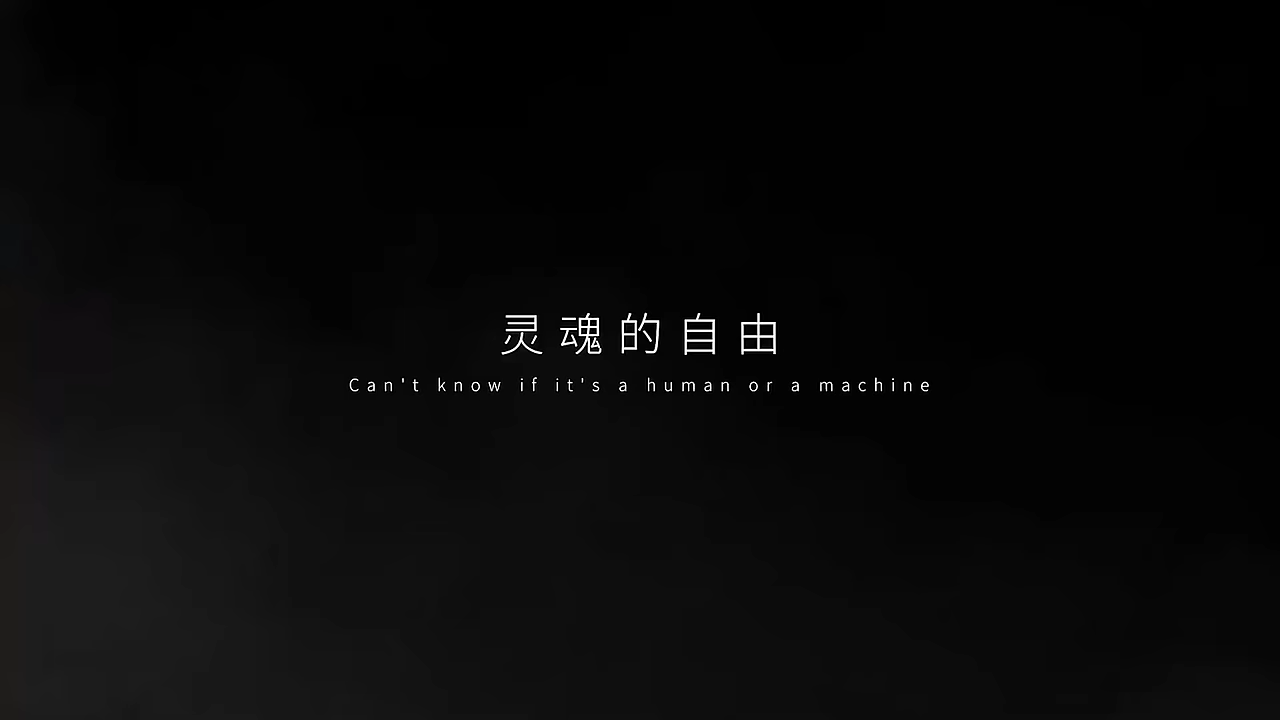 灵魂的自由
Can't know if it's a human or a machine